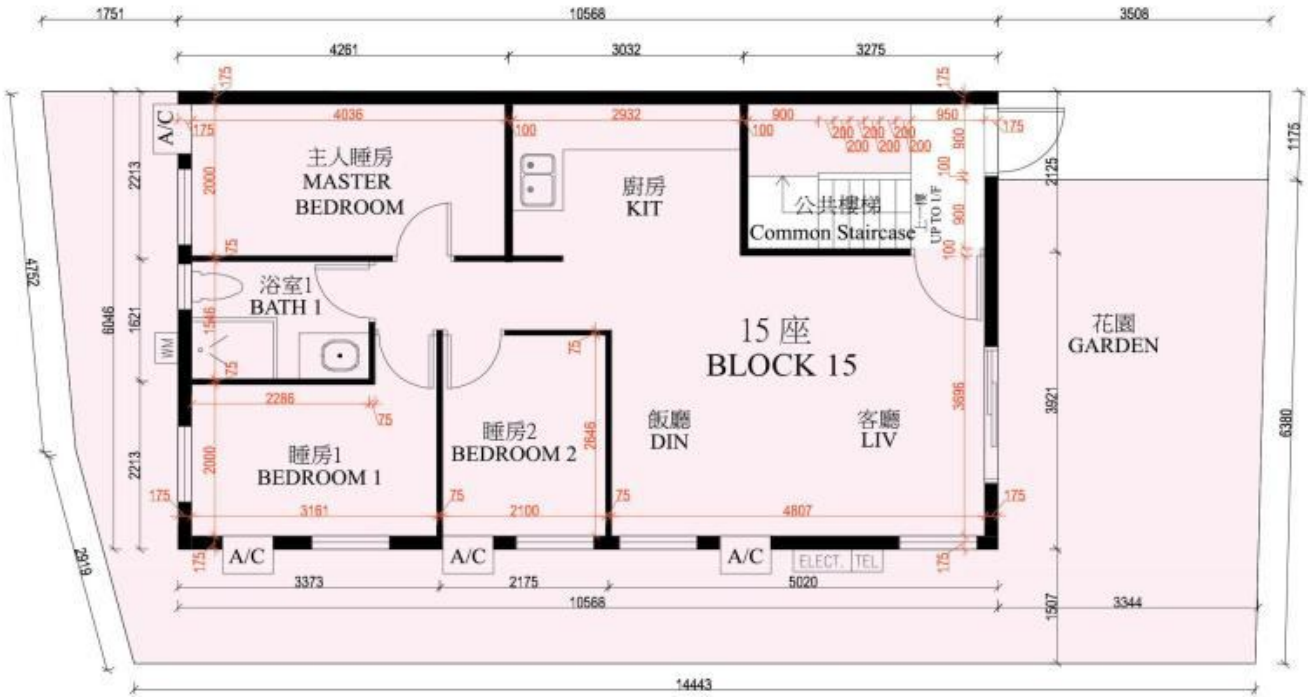 1751
10568
3508
4261
3032
3275
175
175
A/C
175
4036
100
2932
100
900
200
200
200
200
200
200
950
900
175
1175
2213
2000
主人睡房
MASTER
BEDROOM
廚房
KIT
公共樓梯
Common Staircase
上一樓
UP TO 1/F
100
900
100
2125
75
4752
6046
1621
浴室1
BATH 1
1546
WM
75
75
15 座
BLOCK 15
花園
GARDEN
2286
75
3696
3921
6380
2213
2000
睡房1
BEDROOM 1
睡房2
BEDROOM 2
2646
飯廳
DIN
客廳
LIV
175
3161
75
2100
75
4807
175
175
A/C
A/C
A/C
ELECT.
TEL
175
2919
3373
2175
5020
10568
1507
3344
14443